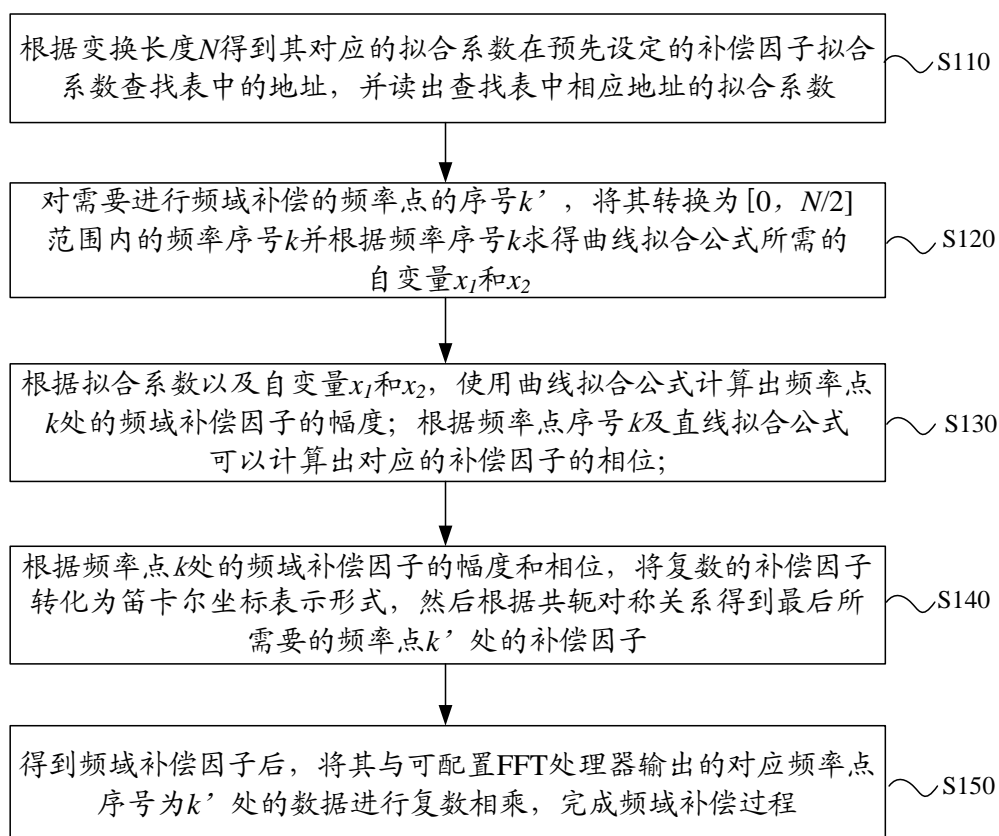 根据变换长度N得到其对应的拟合系数在预先设定的补偿因子拟合
系数查找表中的地址，并读出查找表中相应地址的拟合系数
S110
对需要进行频域补偿的频率点的序号k’，将其转换为[0，N/2]
范围内的频率序号k并根据频率序号k求得曲线拟合公式所需的
自变量x1和x2
S120
根据拟合系数以及自变量x1和x2，使用曲线拟合公式计算出频率点
k处的频域补偿因子的幅度；根据频率点序号k及直线拟合公式
可以计算出对应的补偿因子的相位；
S130
根据频率点k处的频域补偿因子的幅度和相位，将复数的补偿因子
转化为笛卡尔坐标表示形式，然后根据共轭对称关系得到最后所
需要的频率点k’处的补偿因子
S140
得到频域补偿因子后，将其与可配置FFT处理器输出的对应频率点
序号为k’处的数据进行复数相乘，完成频域补偿过程
S150